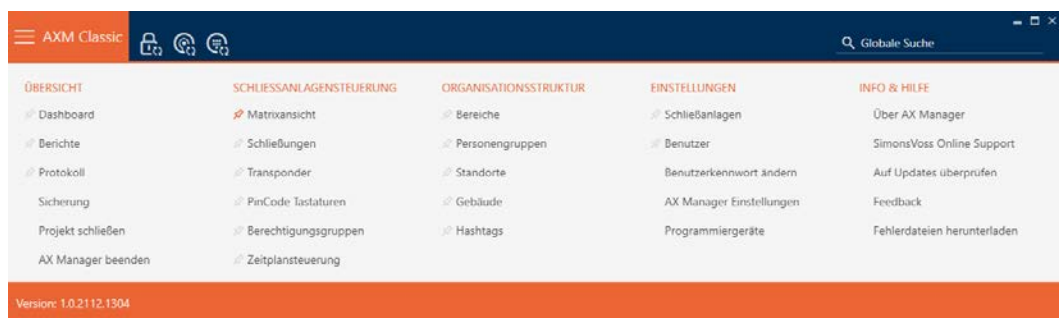 AXM Classic
Globale Suche
ÜBERSICHT
Dashboard
Berichte
Protokoll
Sicherung
Projekt schließen
AX Manager beenden
SCHLIESSANLAGENSTEUERUNG
Matrixansicht
Schließungen
Transponder
PinCode Tastaturen
Berechtigungsgruppen
Zeitplansteuerung
ORGANISATIONSSTRUKTUR
Bereiche
Personengruppen
Standorte
Gebäude
Hashtags
EINSTELLUNGEN
Schließanlagen
Benutzer
Benutzerkennwort ändern
AX Manager Einstellungen
Programmiergeräte
INFO & HILFE
Über AX Manager
SimonsVoss Online Support
Auf Updates überprüfen
Feedback
Fehlerdateien herunterladen
Version: 1.0.2112.1304